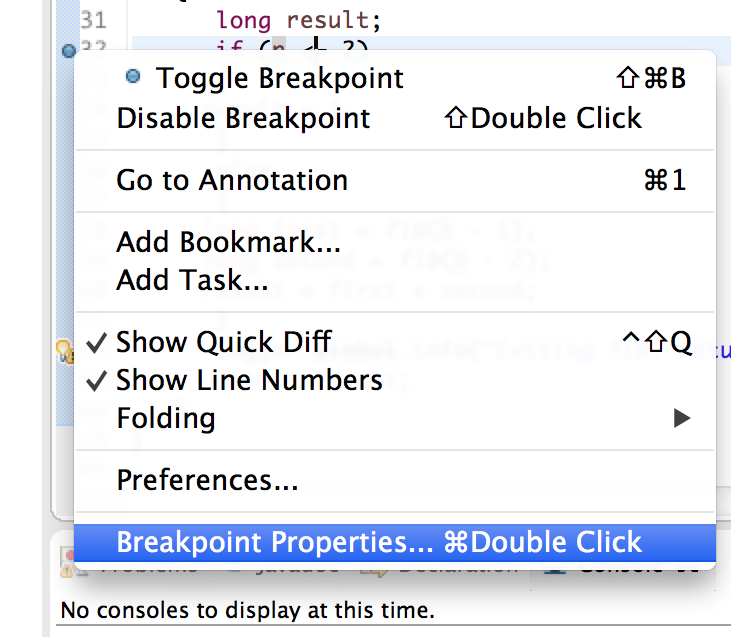 31 long result;
32 if (n <= 2)
Toggle Breakpoint ⇧⌘B
Disable Breakpoint ⇧Double Click
Go to Annotation ⌘1
Add Bookmark...
Add Task...
✓ Show Quick Diff ^⇧Q
✓ Show Line Numbers
Folding ▶
Preferences...
Breakpoint Properties... ⌘Double Click
No consoles to display at this time.